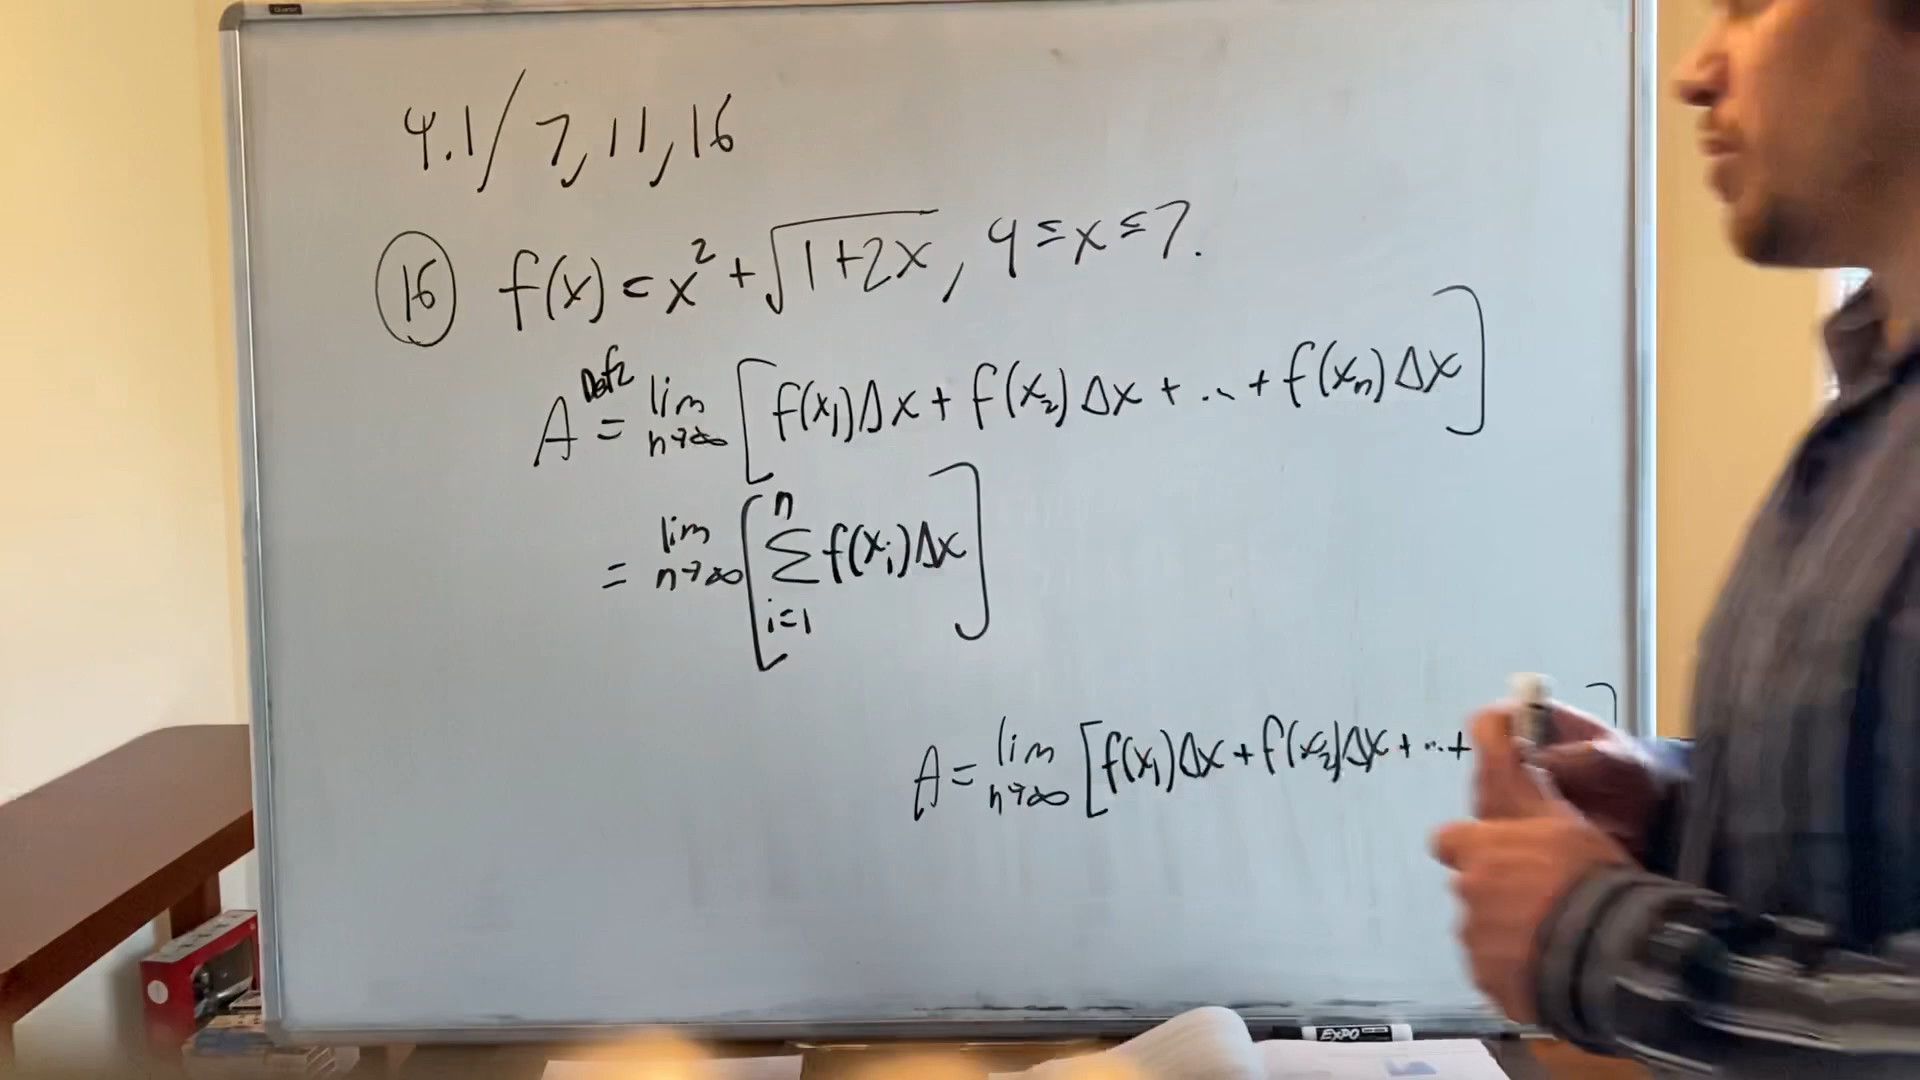 4.1/7,11,16
16 f(x) = x² + √(1+2x), 4 ≤ x ≤ 7.
A Def2 = lim n→∞ [f(x₁)Δx + f(x₂)Δx + ... + f(xₙ)Δx]
= lim n→∞ [n Σ i=1 f(xᵢ)Δx]
A = lim n→∞ [f(x₁)Δx + f(x₂)Δx + ... + ]
EXPO